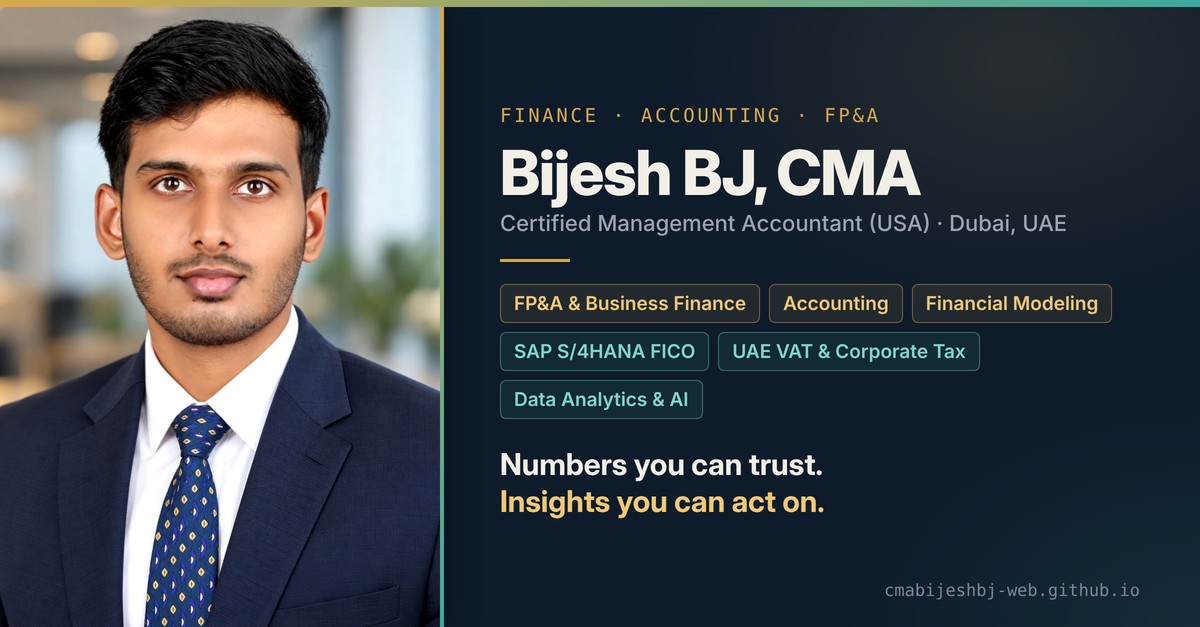 FINANCE · ACCOUNTING · FP&A
Bijesh BJ, CMA
Certified Management Accountant (USA) · Dubai, UAE
FP&A & Business Finance Accounting Financial Modeling
SAP S/4HANA FICO UAE VAT & Corporate Tax
Data Analytics & AI
Numbers you can trust.
Insights you can act on.
cmabijeshbj-web.github.io